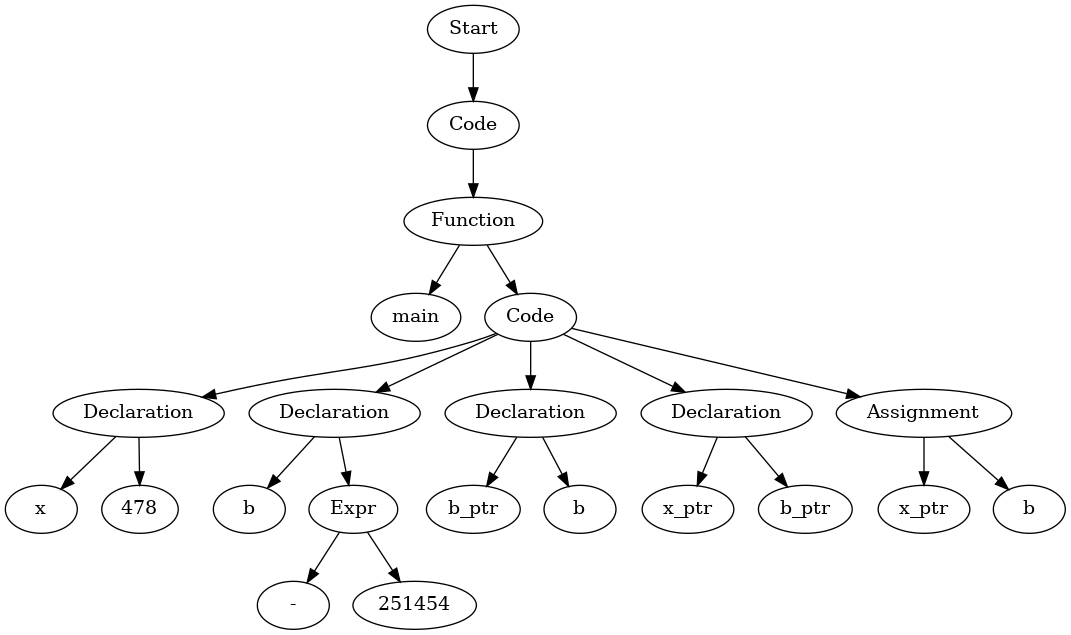 Start
Code
Function
main
Code
Declaration
Declaration
Declaration
Declaration
Assignment
x
478
b
Expr
b_ptr
b
x_ptr
b_ptr
x_ptr
b
-
251454